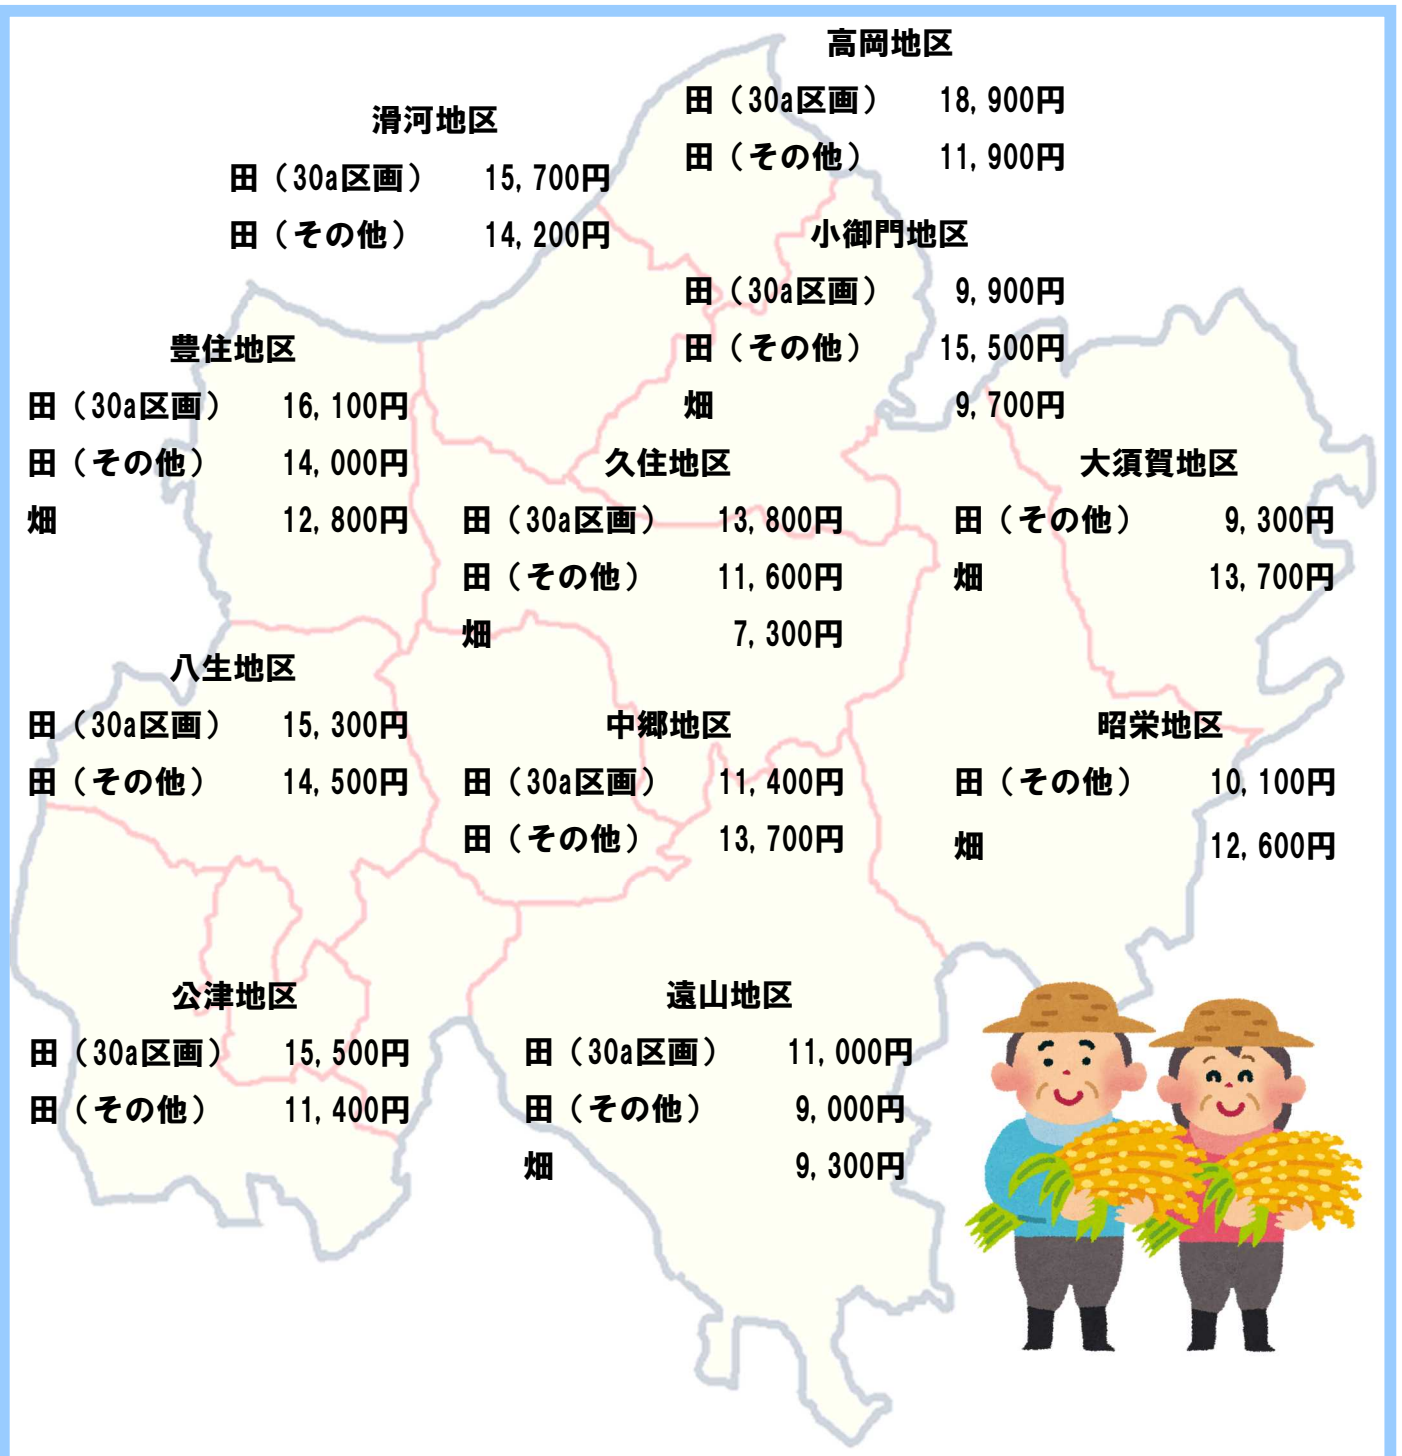 高岡地区
田（30a区画） 18,900円
田（その他） 11,900円
滑河地区
田（30a区画） 15,700円
田（その他） 14,200円
小御門地区
田（30a区画） 9,900円
田（その他） 15,500円
畑 9,700円
豊住地区
田（30a区画） 16,100円
田（その他） 14,000円
畑 12,800円
久住地区
田（30a区画） 13,800円
田（その他） 11,600円
畑 7,300円
大須賀地区
田（その他） 9,300円
畑 13,700円
八生地区
田（30a区画） 15,300円
田（その他） 14,500円
中郷地区
田（30a区画） 11,400円
田（その他） 13,700円
昭栄地区
田（その他） 10,100円
畑 12,600円
公津地区
田（30a区画） 15,500円
田（その他） 11,400円
遠山地区
田（30a区画） 11,000円
田（その他） 9,000円
畑 9,300円